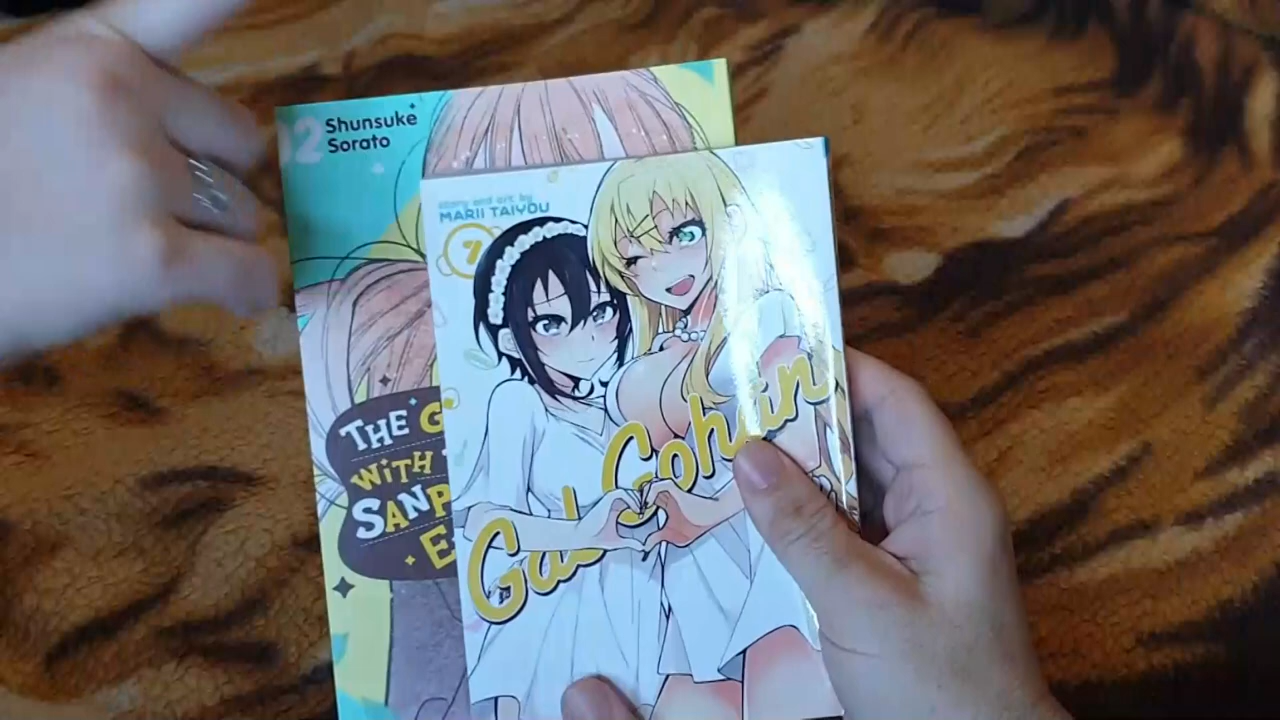 02
Shunsuke
Sorato
story and art by
MARII TAIYOU
7
Gal Gohan
THE G
WITH
SANP
E